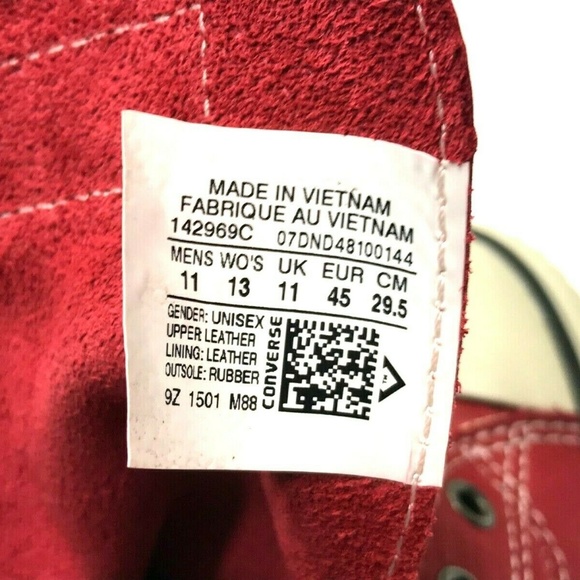 MADE IN VIETNAM
FABRIQUE AU VIETNAM
142969C 07DND48100144
MENS WO'S UK EUR CM
11 13 11 45 29.5
GENDER: UNISEX
UPPER: LEATHER
LINING: LEATHER
OUTSOLE: RUBBER
9Z 1501 M88
CONVERSE
TM